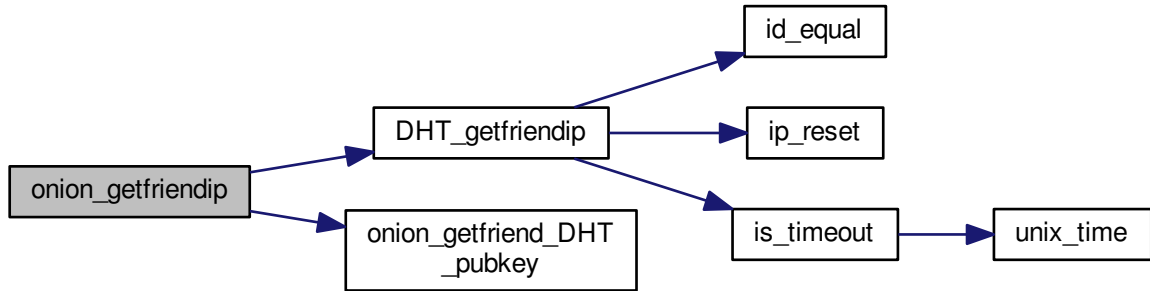 onion_getfriendip
DHT_getfriendip
onion_getfriend_DHT
_pubkey
id_equal
ip_reset
is_timeout
unix_time